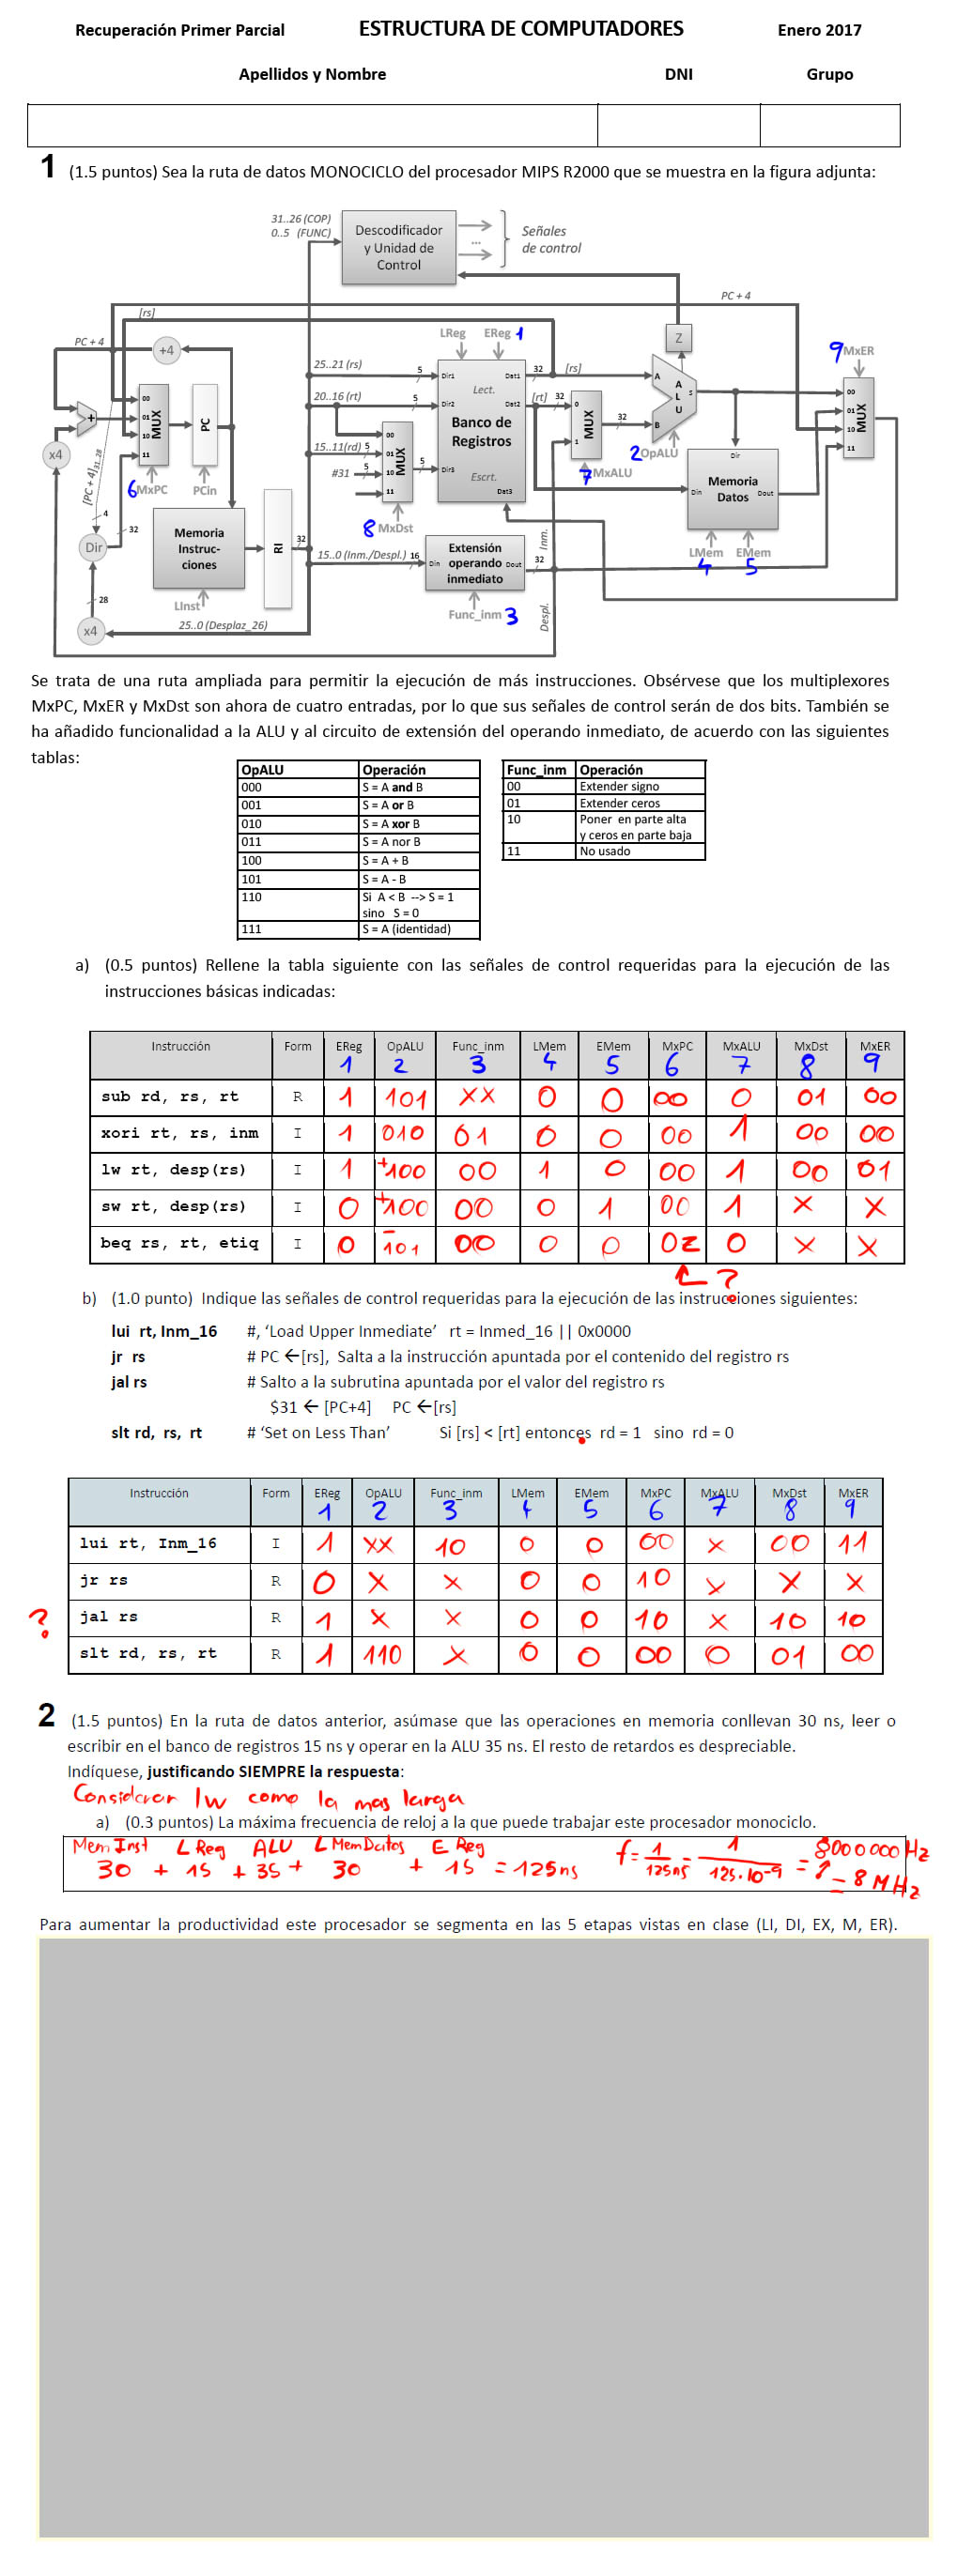 Recuperación Primer Parcial ESTRUCTURA DE COMPUTADORES Enero 2017
Apellidos y Nombre DNI Grupo
1 (1.5 puntos) Sea la ruta de datos MONOCICLO del procesador MIPS R2000 que se muestra en la figura adjunta:
31..26 (COP)
0..5 (FUNC)
Descodificador
y Unidad de
Control
...
Señales
de control
PC + 4
[rs]
PC + 4
+4
LReg EReg 1
Z
9 MxER
25..21 (rs) 5 Dir1 Dat1 32 [rs] A
Lect.
20..16 (rt) 5 Dir2 Dat2 [rt] 32 0
Banco de
Registros
ALU S
B
32
MUX
00
01
10
11
MUX
PC
+
x4
[PC + 4]31..28
15..11(rd) 5
#31 5
00
01
10
11
MUX
5 Dir3
Escrt.
Dat3
1
2 OpALU
7 MxALU
Dir
Memoria
Datos
Din Dout
00
01
10
11
MUX
6 MxPC PCin
8 MxDst
4
32
Dir
Memoria
Instruc-
ciones
RI
32
15..0 (Inm./Despl.) 16
Din
Extensión
operando
inmediato
Dout
32
Inm.
LMem EMem
4 5
28
LInst
Func_inm 3
Despl.
x4
25..0 (Desplaz_26)
Se trata de una ruta ampliada para permitir la ejecución de más instrucciones. Obsérvese que los multiplexores
MxPC, MxER y MxDst son ahora de cuatro entradas, por lo que sus señales de control serán de dos bits. También se
ha añadido funcionalidad a la ALU y al circuito de extensión del operando inmediato, de acuerdo con las siguientes
tablas:
OpALU Operación
000 S = A and B
001 S = A or B
010 S = A xor B
011 S = A nor B
100 S = A + B
101 S = A - B
110 Si A < B --> S = 1
sino S = 0
111 S = A (identidad)
Func_inm Operación
00 Extender signo
01 Extender ceros
10 Poner en parte alta
y ceros en parte baja
11 No usado
a) (0.5 puntos) Rellene la tabla siguiente con las señales de control requeridas para la ejecución de las
instrucciones básicas indicadas:
Instrucción Form EReg OpALU Func_inm LMem EMem MxPC MxALU MxDst MxER
1 2 3 4 5 6 7 8 9
sub rd, rs, rt R 1 101 XX 0 0 00 0 01 00
xori rt, rs, inm I 1 010 01 0 0 00 1 00 00
lw rt, desp(rs) I 1 +100 00 1 0 00 1 00 01
sw rt, desp(rs) I 0 +100 00 0 1 00 1 X X
beq rs, rt, etiq I 0 -101 00 0 0 0Z 0 X X
?
b) (1.0 punto) Indique las señales de control requeridas para la ejecución de las instrucciones siguientes:
lui rt, Inm_16 #, ‘Load Upper Inmediate’ rt = Inmed_16 || 0x0000
jr rs # PC ←[rs], Salta a la instrucción apuntada por el contenido del registro rs
jal rs # Salto a la subrutina apuntada por el valor del registro rs
$31 ← [PC+4] PC ←[rs]
slt rd, rs, rt # ‘Set on Less Than’ Si [rs] < [rt] entonces rd = 1 sino rd = 0
Instrucción Form EReg OpALU Func_inm LMem EMem MxPC MxALU MxDst MxER
1 2 3 4 5 6 7 8 9
lui rt, Inm_16 I 1 XX 10 0 0 00 X 00 11
jr rs R 0 X X 0 0 10 X X X
? jal rs R 1 X X 0 0 10 X 10 10
slt rd, rs, rt R 1 110 X 0 0 00 0 01 00
2 (1.5 puntos) En la ruta de datos anterior, asúmase que las operaciones en memoria conllevan 30 ns, leer o
escribir en el banco de registros 15 ns y operar en la ALU 35 ns. El resto de retardos es despreciable.
Indíquese, justificando SIEMPRE la respuesta:
Considerar lw como la mas larga
a) (0.3 puntos) La máxima frecuencia de reloj a la que puede trabajar este procesador monociclo.
Mem Inst L Reg ALU L MemDatos E Reg
30 + 15 + 35 + 30 + 15 = 125ns f = 1/125ns = 1/125·10-9 = 8000000 Hz
= 8 MHz
Para aumentar la productividad este procesador se segmenta en las 5 etapas vistas en clase (LI, DI, EX, M, ER).